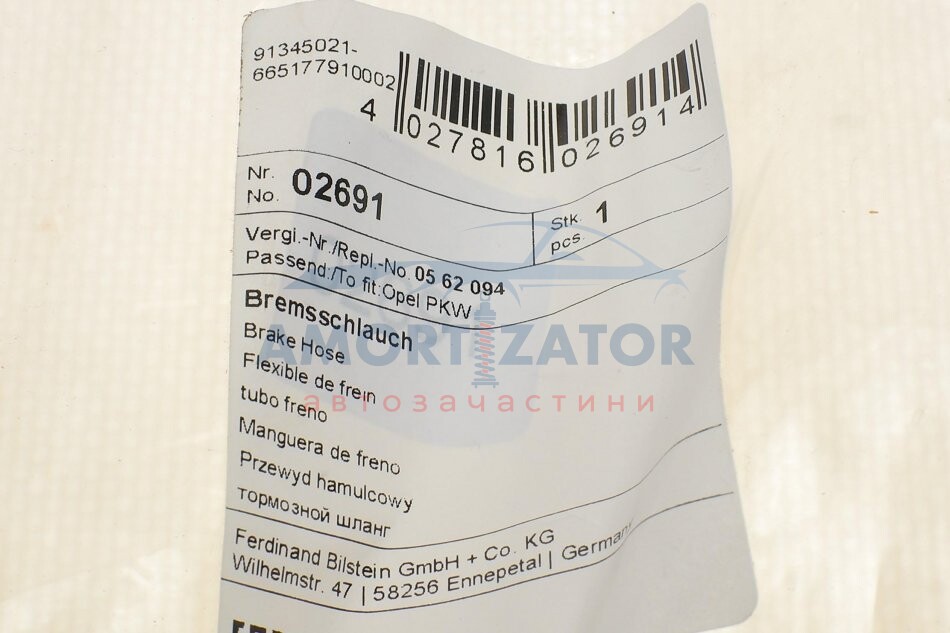 91345021-
665177910002
4 027816 026914
Nr.
No. 02691
Stk.
pcs. 1
Vergl.-Nr./Repl.-No. 05 62 094
Passend:/To fit:Opel PKW
Bremsschlauch
Brake Hose
Flexible de frein
tubo freno
Manguera de freno
Przewyd hamulcowy
тормозной шланг
Ferdinand Bilstein GmbH + Co. KG
Wilhelmstr. 47 | 58256 Ennepetal | Germany
AMORTIZATOR
автозачастини